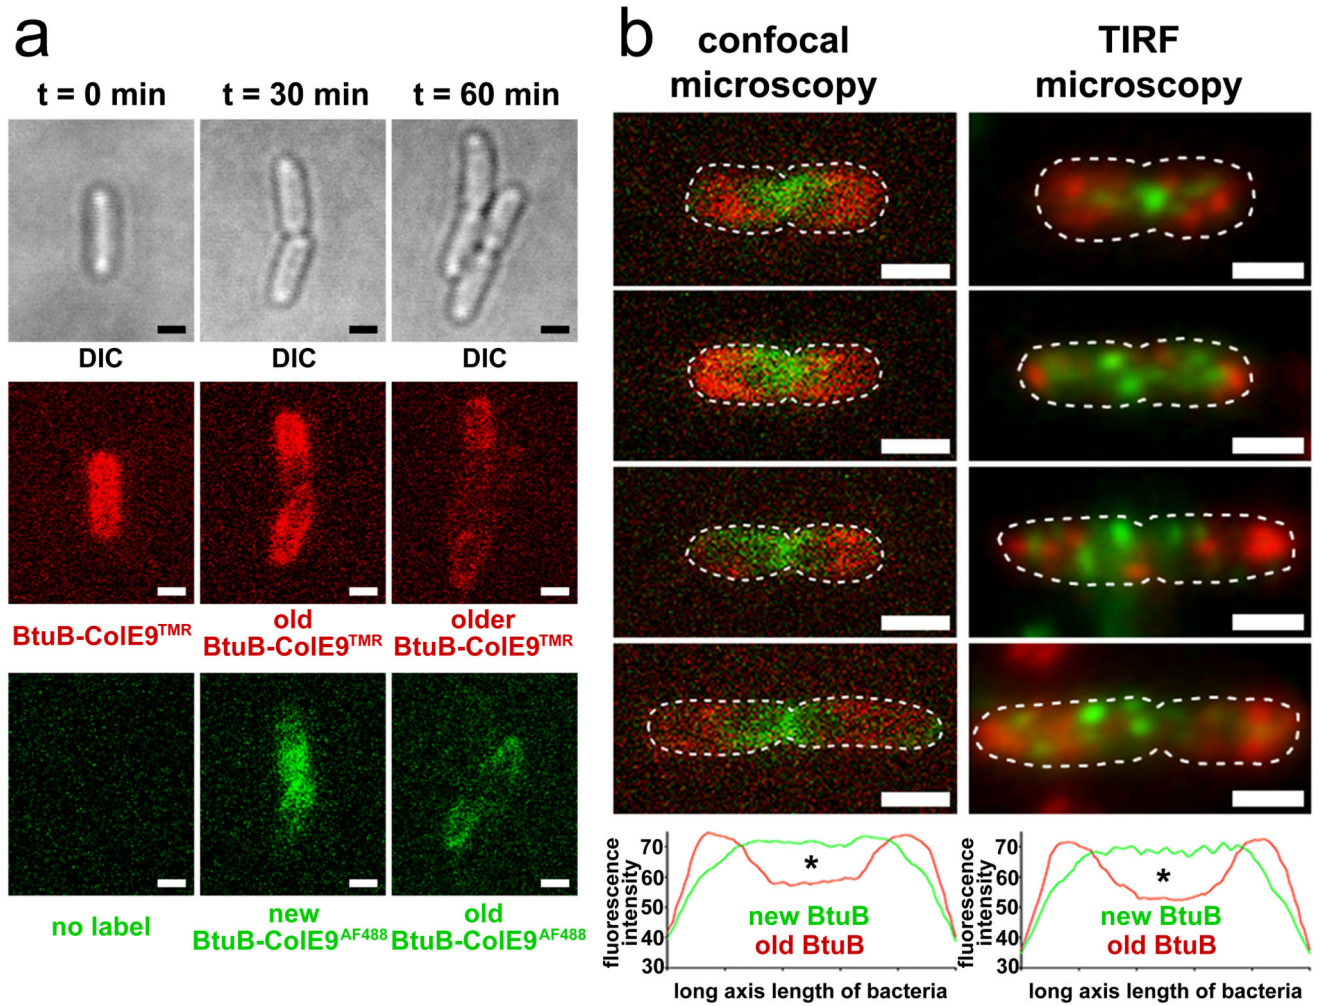 a
t = 0 min
t = 30 min
t = 60 min
DIC
DIC
DIC
BtuB-ColE9TMR
old
BtuB-ColE9TMR
older
BtuB-ColE9TMR
no label
new
BtuB-ColE9AF488
old
BtuB-ColE9AF488
b
confocal
microscopy
TIRF
microscopy
fluorescence
intensity
70
60
50
40
30
*
new BtuB
old BtuB
long axis length of bacteria
fluorescence
intensity
70
60
50
40
30
*
new BtuB
old BtuB
long axis length of bacteria